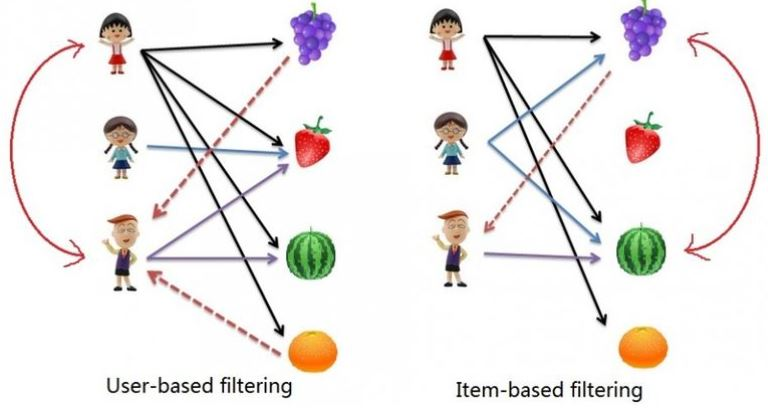 User-based filtering
Item-based filtering